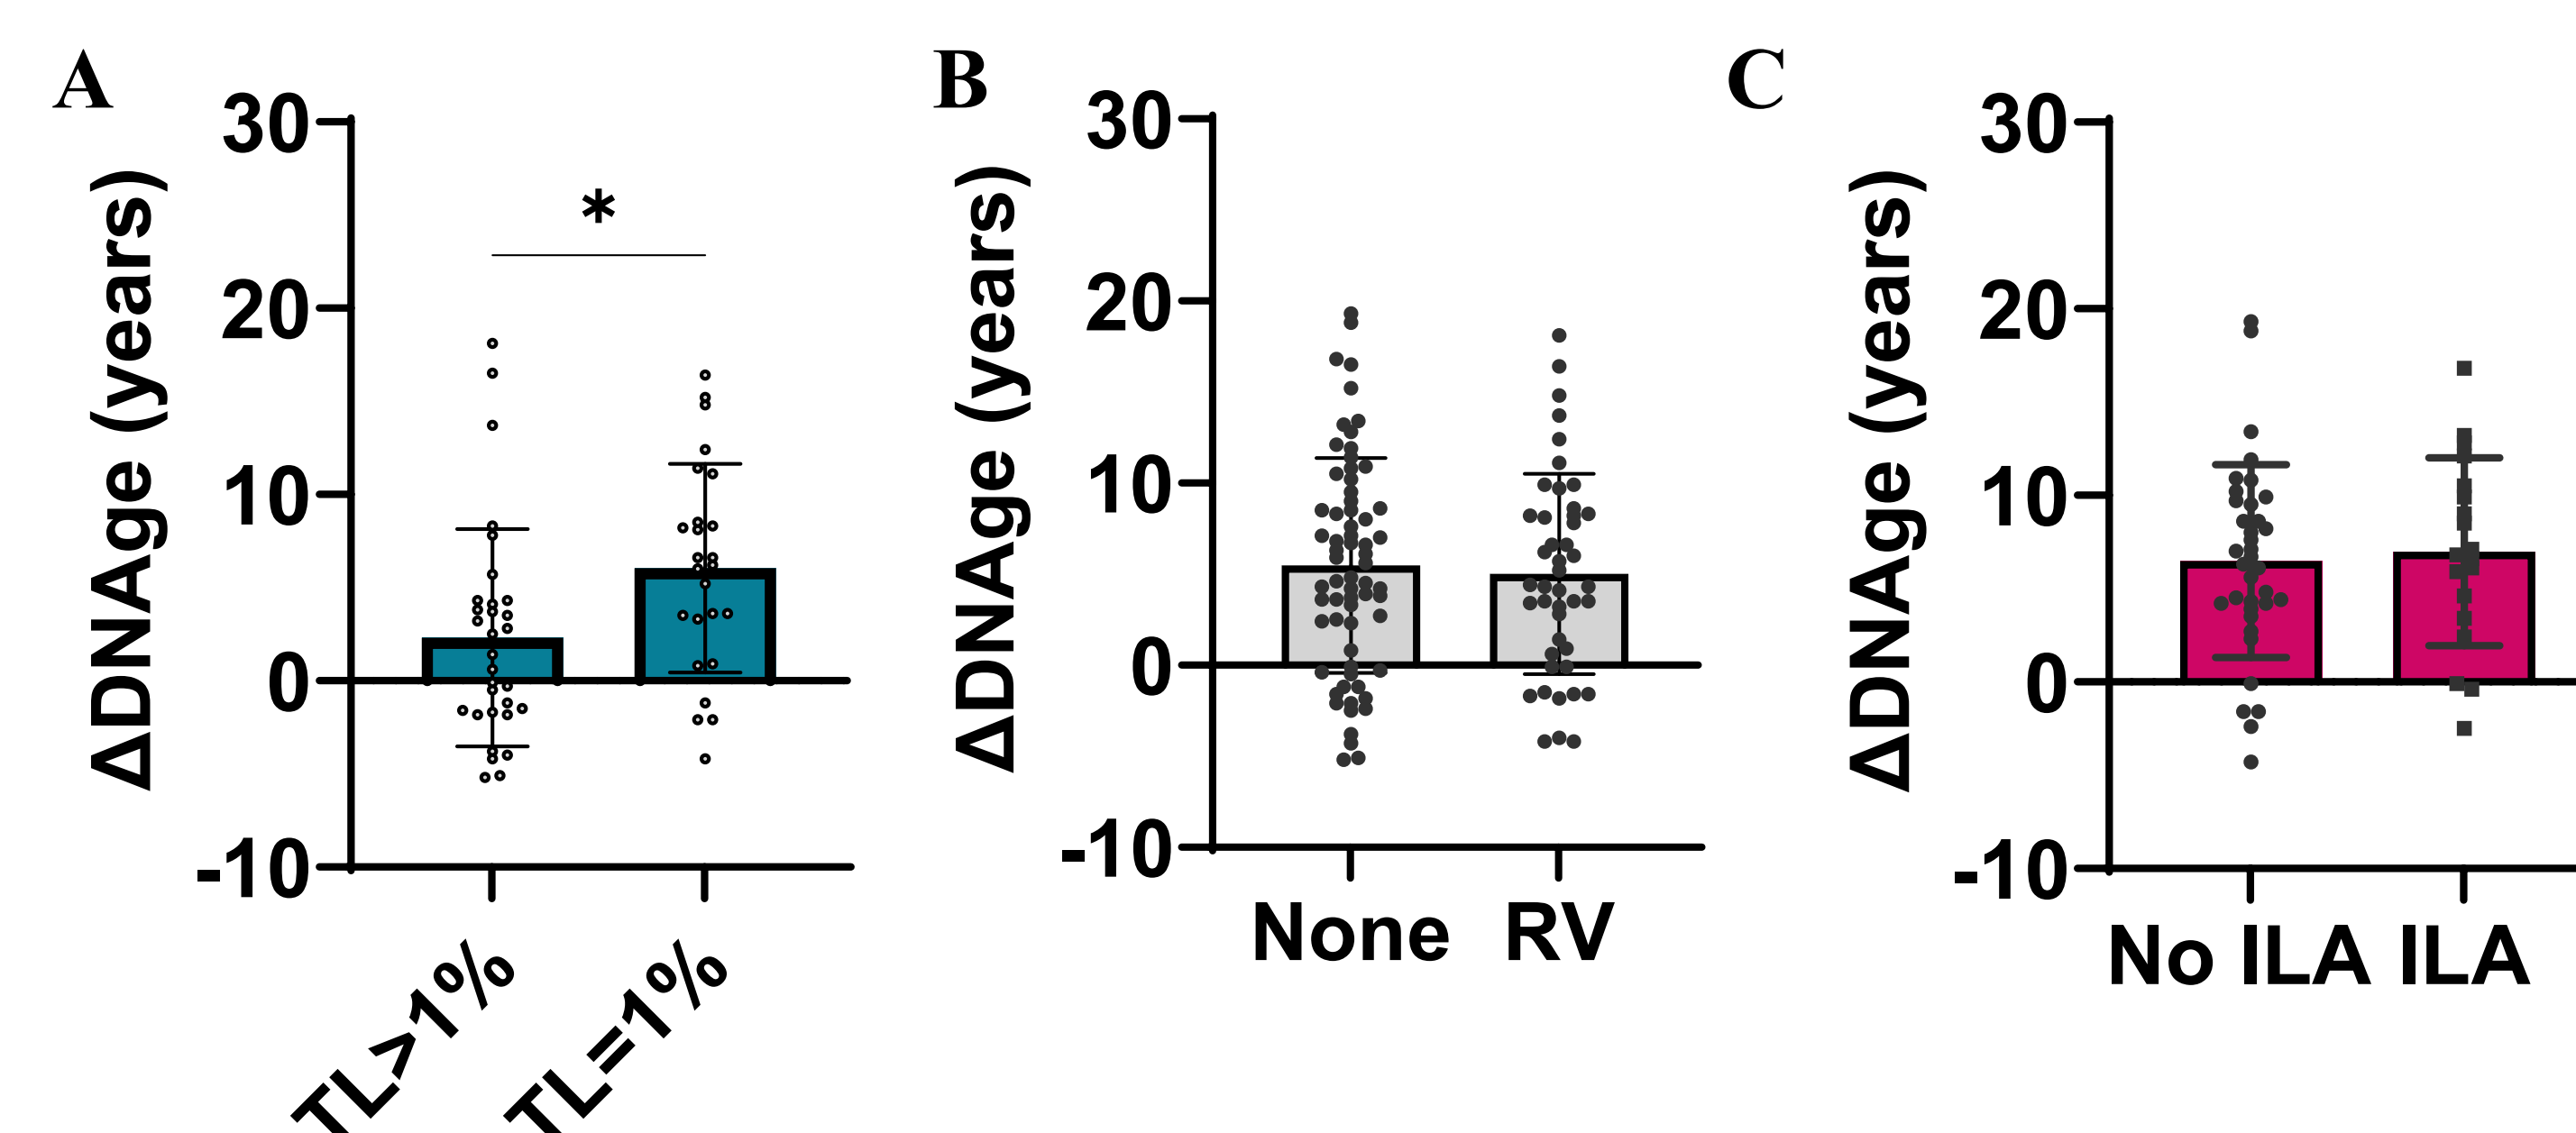 A
ΔDNAge (years)
30
20
10
0
-10
*
TL>1%
TL=1%
B
ΔDNAge (years)
30
20
10
0
-10
None
RV
C
ΔDNAge (years)
30
20
10
0
-10
No ILA
ILA